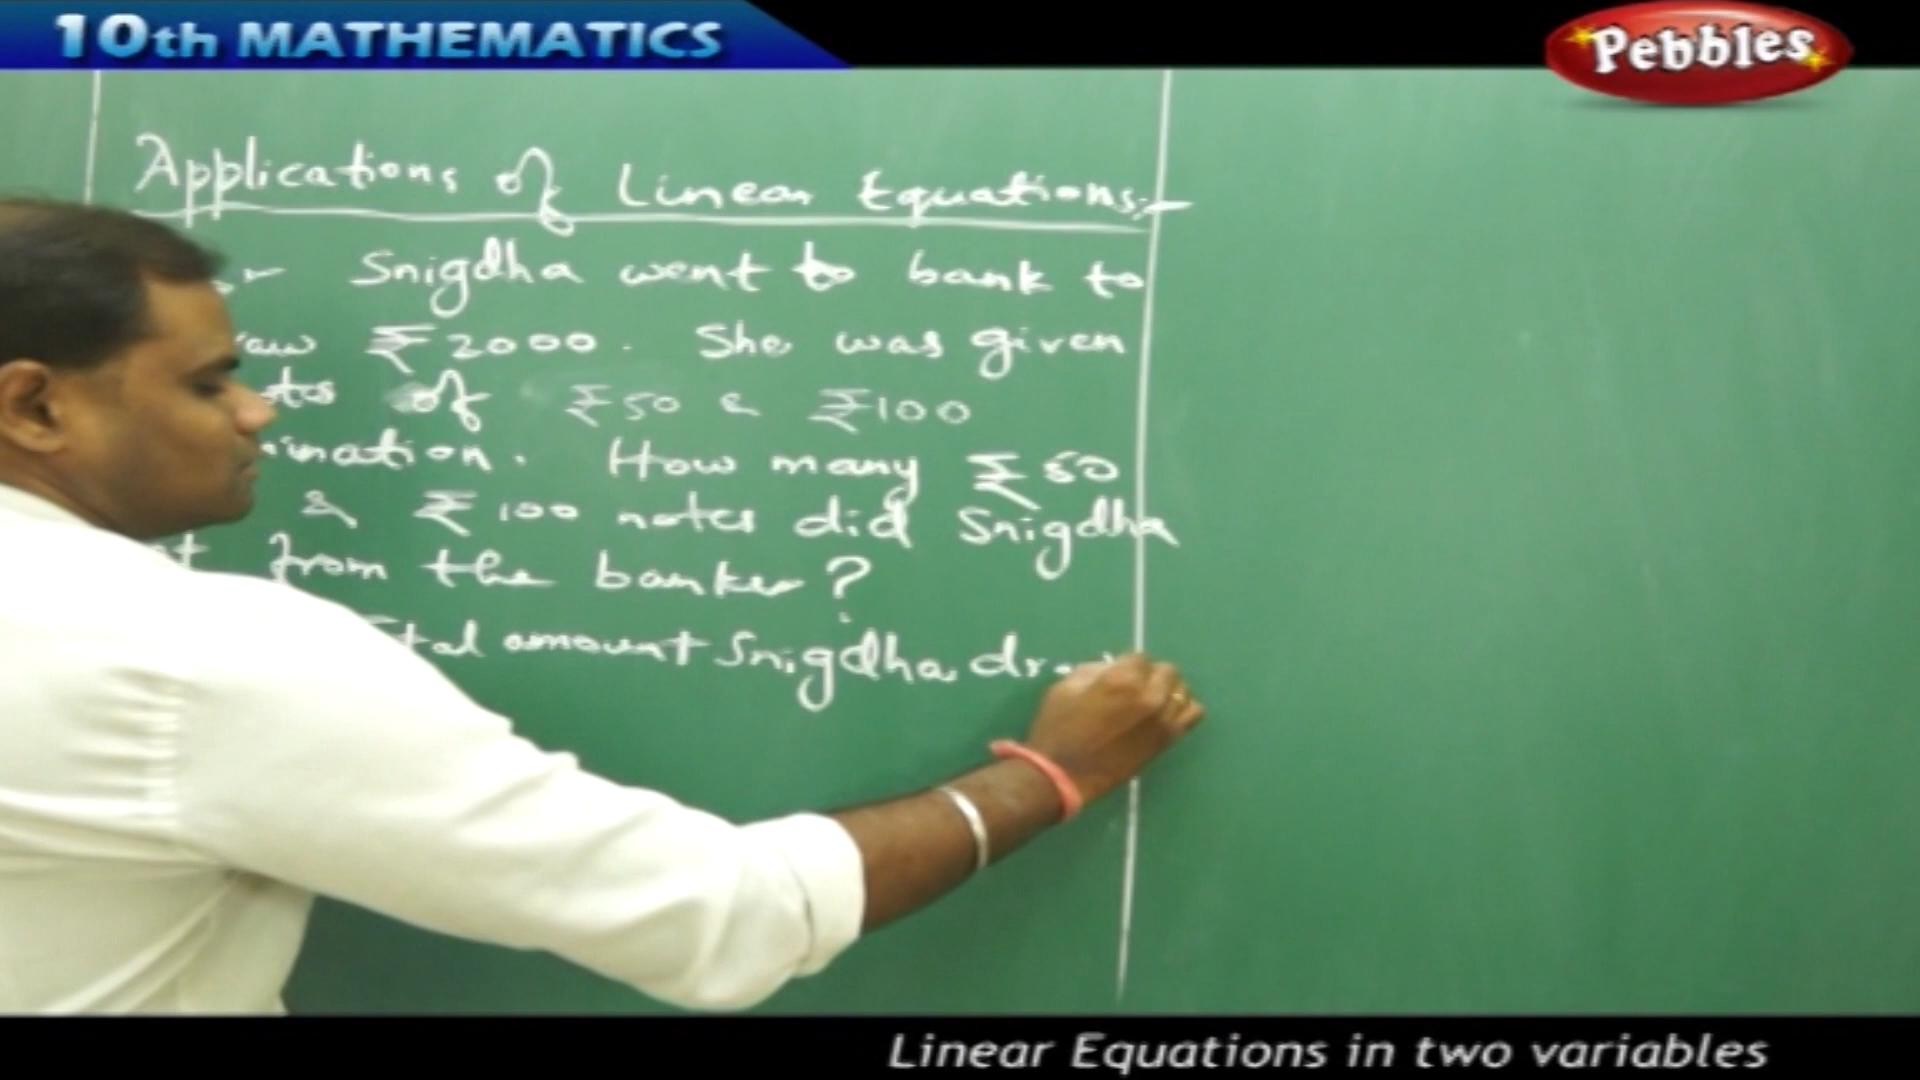 10th MATHEMATICS
Pebbles
Applications of Linear Equations:-
Snigdha went to bank to
₹2000. She was given
of ₹50 & ₹100
How many ₹50
& ₹100 notes did Snigdha
from the banker?
amount Snigdha
Linear Equations in two variables